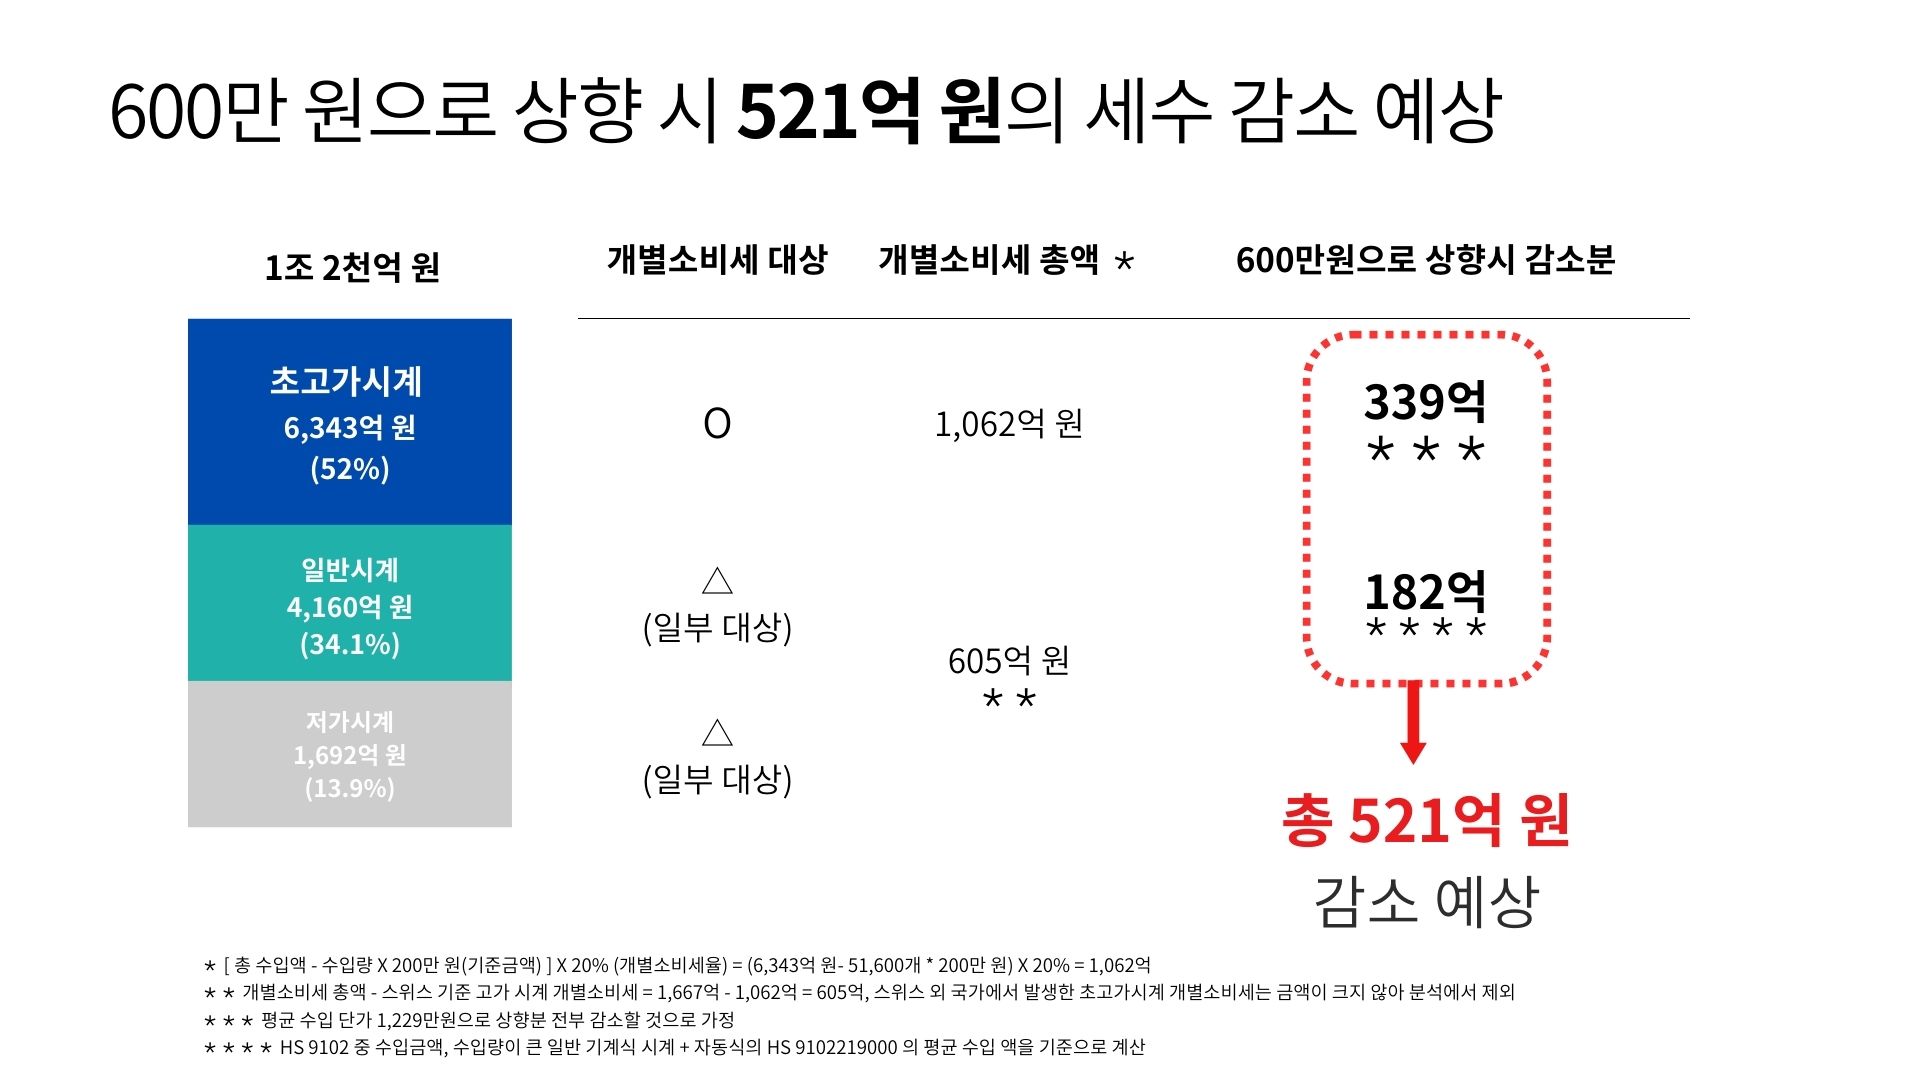 600만 원으로 상향 시 521억 원의 세수 감소 예상
1조 2천억 원
개별소비세 대상
개별소비세 총액 *
600만원으로 상향시 감소분
초고가시계
6,343억 원
(52%)
O
1,062억 원
339억
* * *
일반시계
4,160억 원
(34.1%)
△
(일부 대상)
182억
* * * *
605억 원
* *
저가시계
1,692억 원
(13.9%)
△
(일부 대상)
총 521억 원
감소 예상
* [ 총 수입액 - 수입량 X 200만 원(기준금액) ] X 20% (개별소비세율) = (6,343억 원- 51,600개 * 200만 원) X 20% = 1,062억
* * 개별소비세 총액 - 스위스 기준 고가 시계 개별소비세 = 1,667억 - 1,062억 = 605억, 스위스 외 국가에서 발생한 초고가시계 개별소비세는 금액이 크지 않아 분석에서 제외
* * * 평균 수입 단가 1,229만원으로 상향분 전부 감소할 것으로 가정
* * * * HS 9102 중 수입금액, 수입량이 큰 일반 기계식 시계 + 자동식의 HS 9102219000 의 평균 수입 액을 기준으로 계산